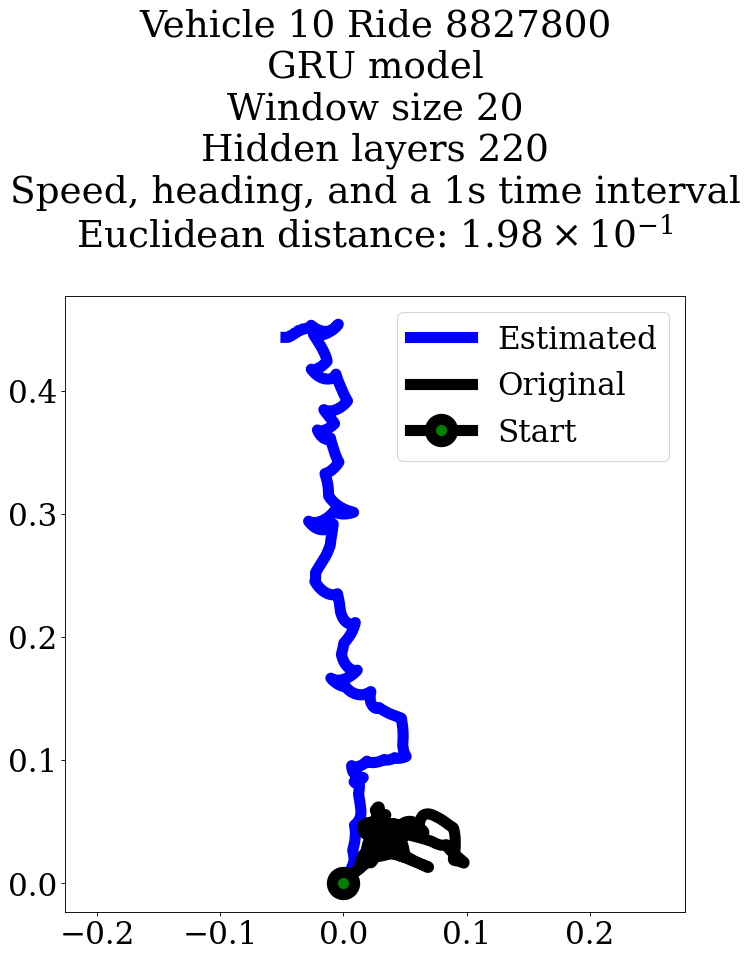 Vehicle 10 Ride 8827800
GRU model
Window size 20
Hidden layers 220
Speed, heading, and a 1s time interval
Euclidean distance: 1.98 × 10⁻¹
Estimated
Original
Start
0.4
0.3
0.2
0.1
0.0
−0.2
−0.1
0.0
0.1
0.2